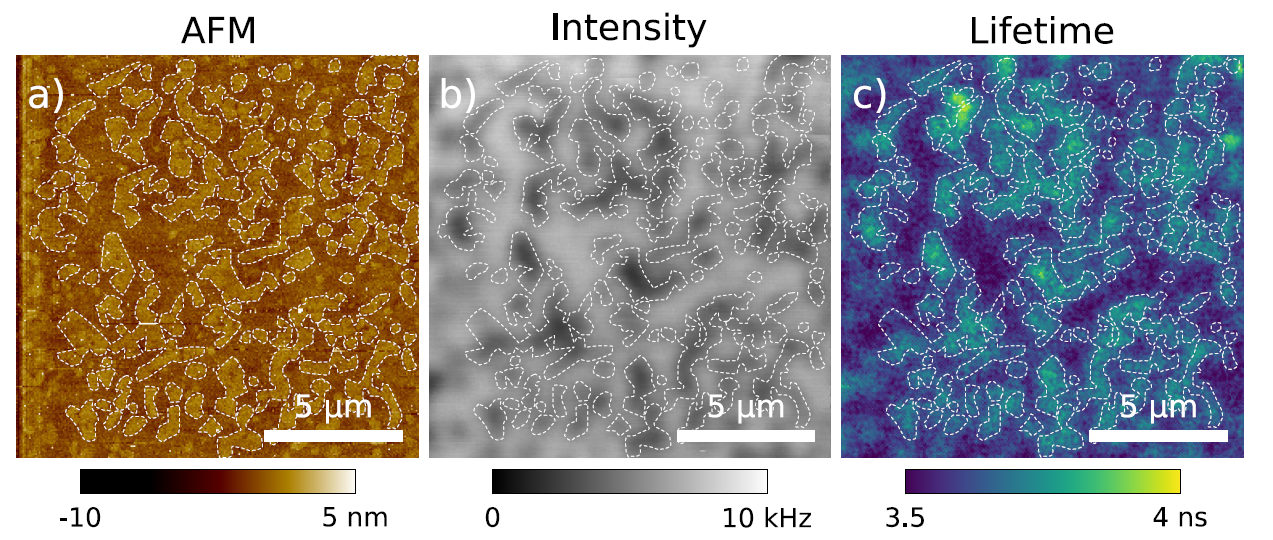 AFM
Intensity
Lifetime
a)
b)
c)
5 µm
5 µm
5 µm
-10
5 nm
0
10 kHz
3.5
4 ns